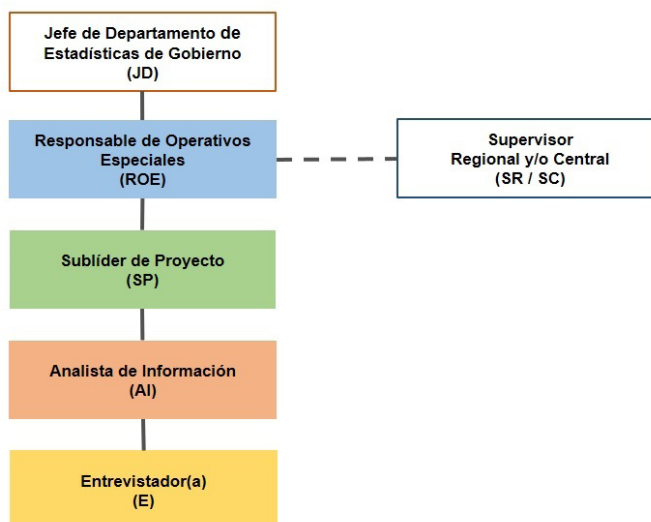 Jefe de Departamento de
Estadísticas de Gobierno
(JD)
Responsable de Operativos
Especiales
(ROE)
Supervisor
Regional y/o Central
(SR / SC)
Sublíder de Proyecto
(SP)
Analista de Información
(AI)
Entrevistador(a)
(E)